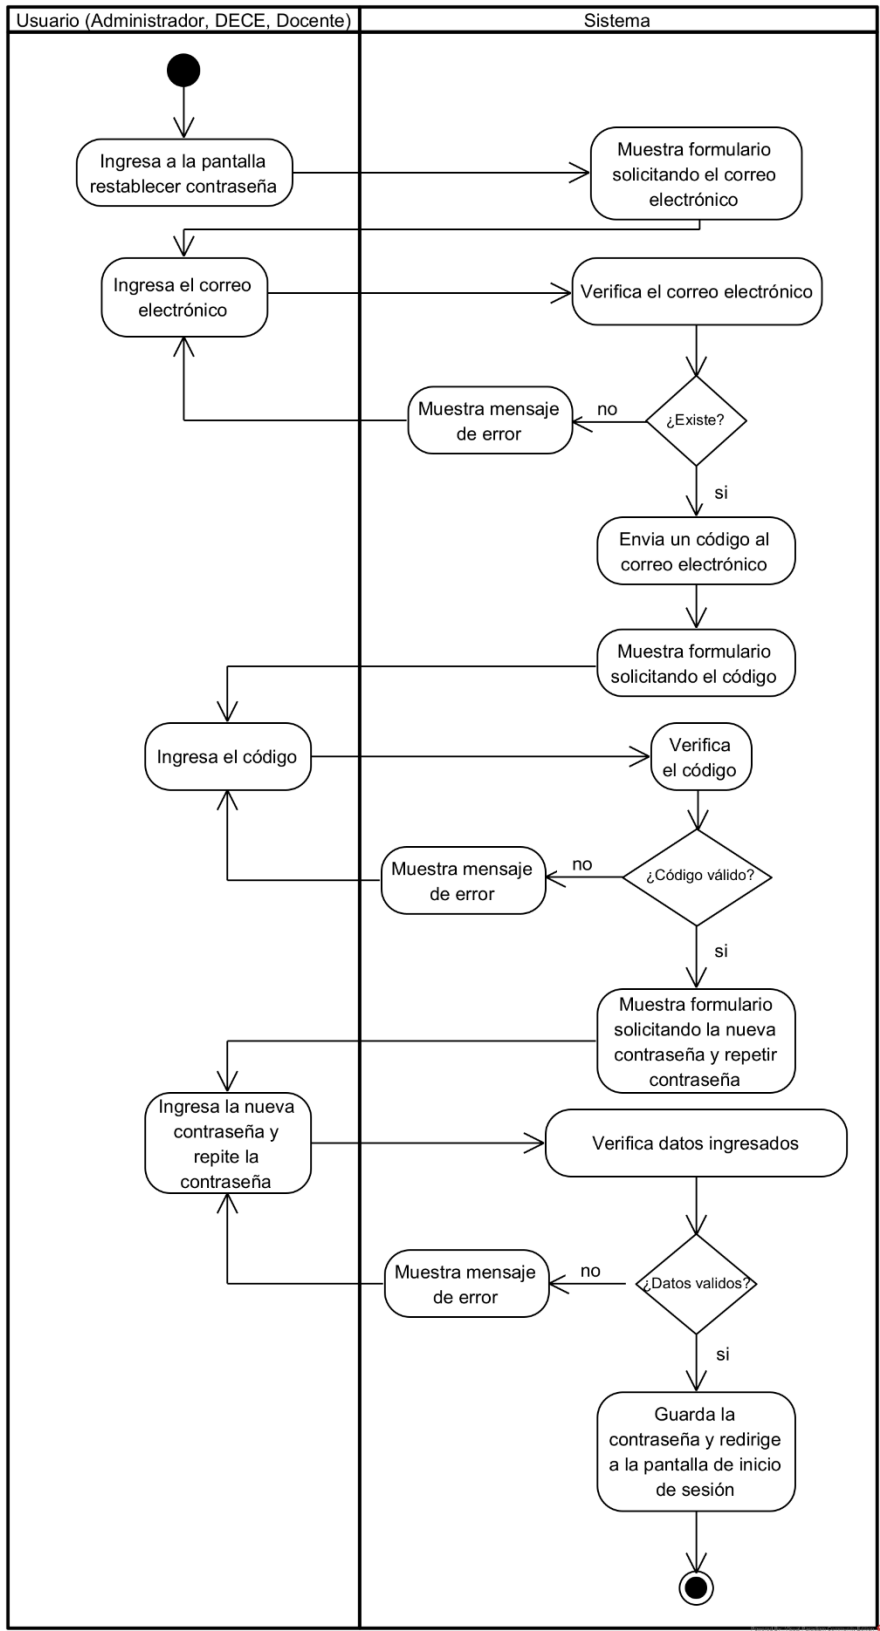 Usuario (Administrador, DECE, Docente)
Sistema
Ingresa a la pantalla
restablecer contraseña
Muestra formulario
solicitando el correo
electrónico
Ingresa el correo
electrónico
Verifica el correo electrónico
Muestra mensaje
de error
no
¿Existe?
si
Envia un código al
correo electrónico
Muestra formulario
solicitando el código
Ingresa el código
Verifica
el código
Muestra mensaje
de error
no
¿Código válido?
si
Muestra formulario
solicitando la nueva
contraseña y repetir
contraseña
Ingresa la nueva
contraseña y
repite la
contraseña
Verifica datos ingresados
Muestra mensaje
de error
no
¿Datos validos?
si
Guarda la
contraseña y redirige
a la pantalla de inicio
de sesión